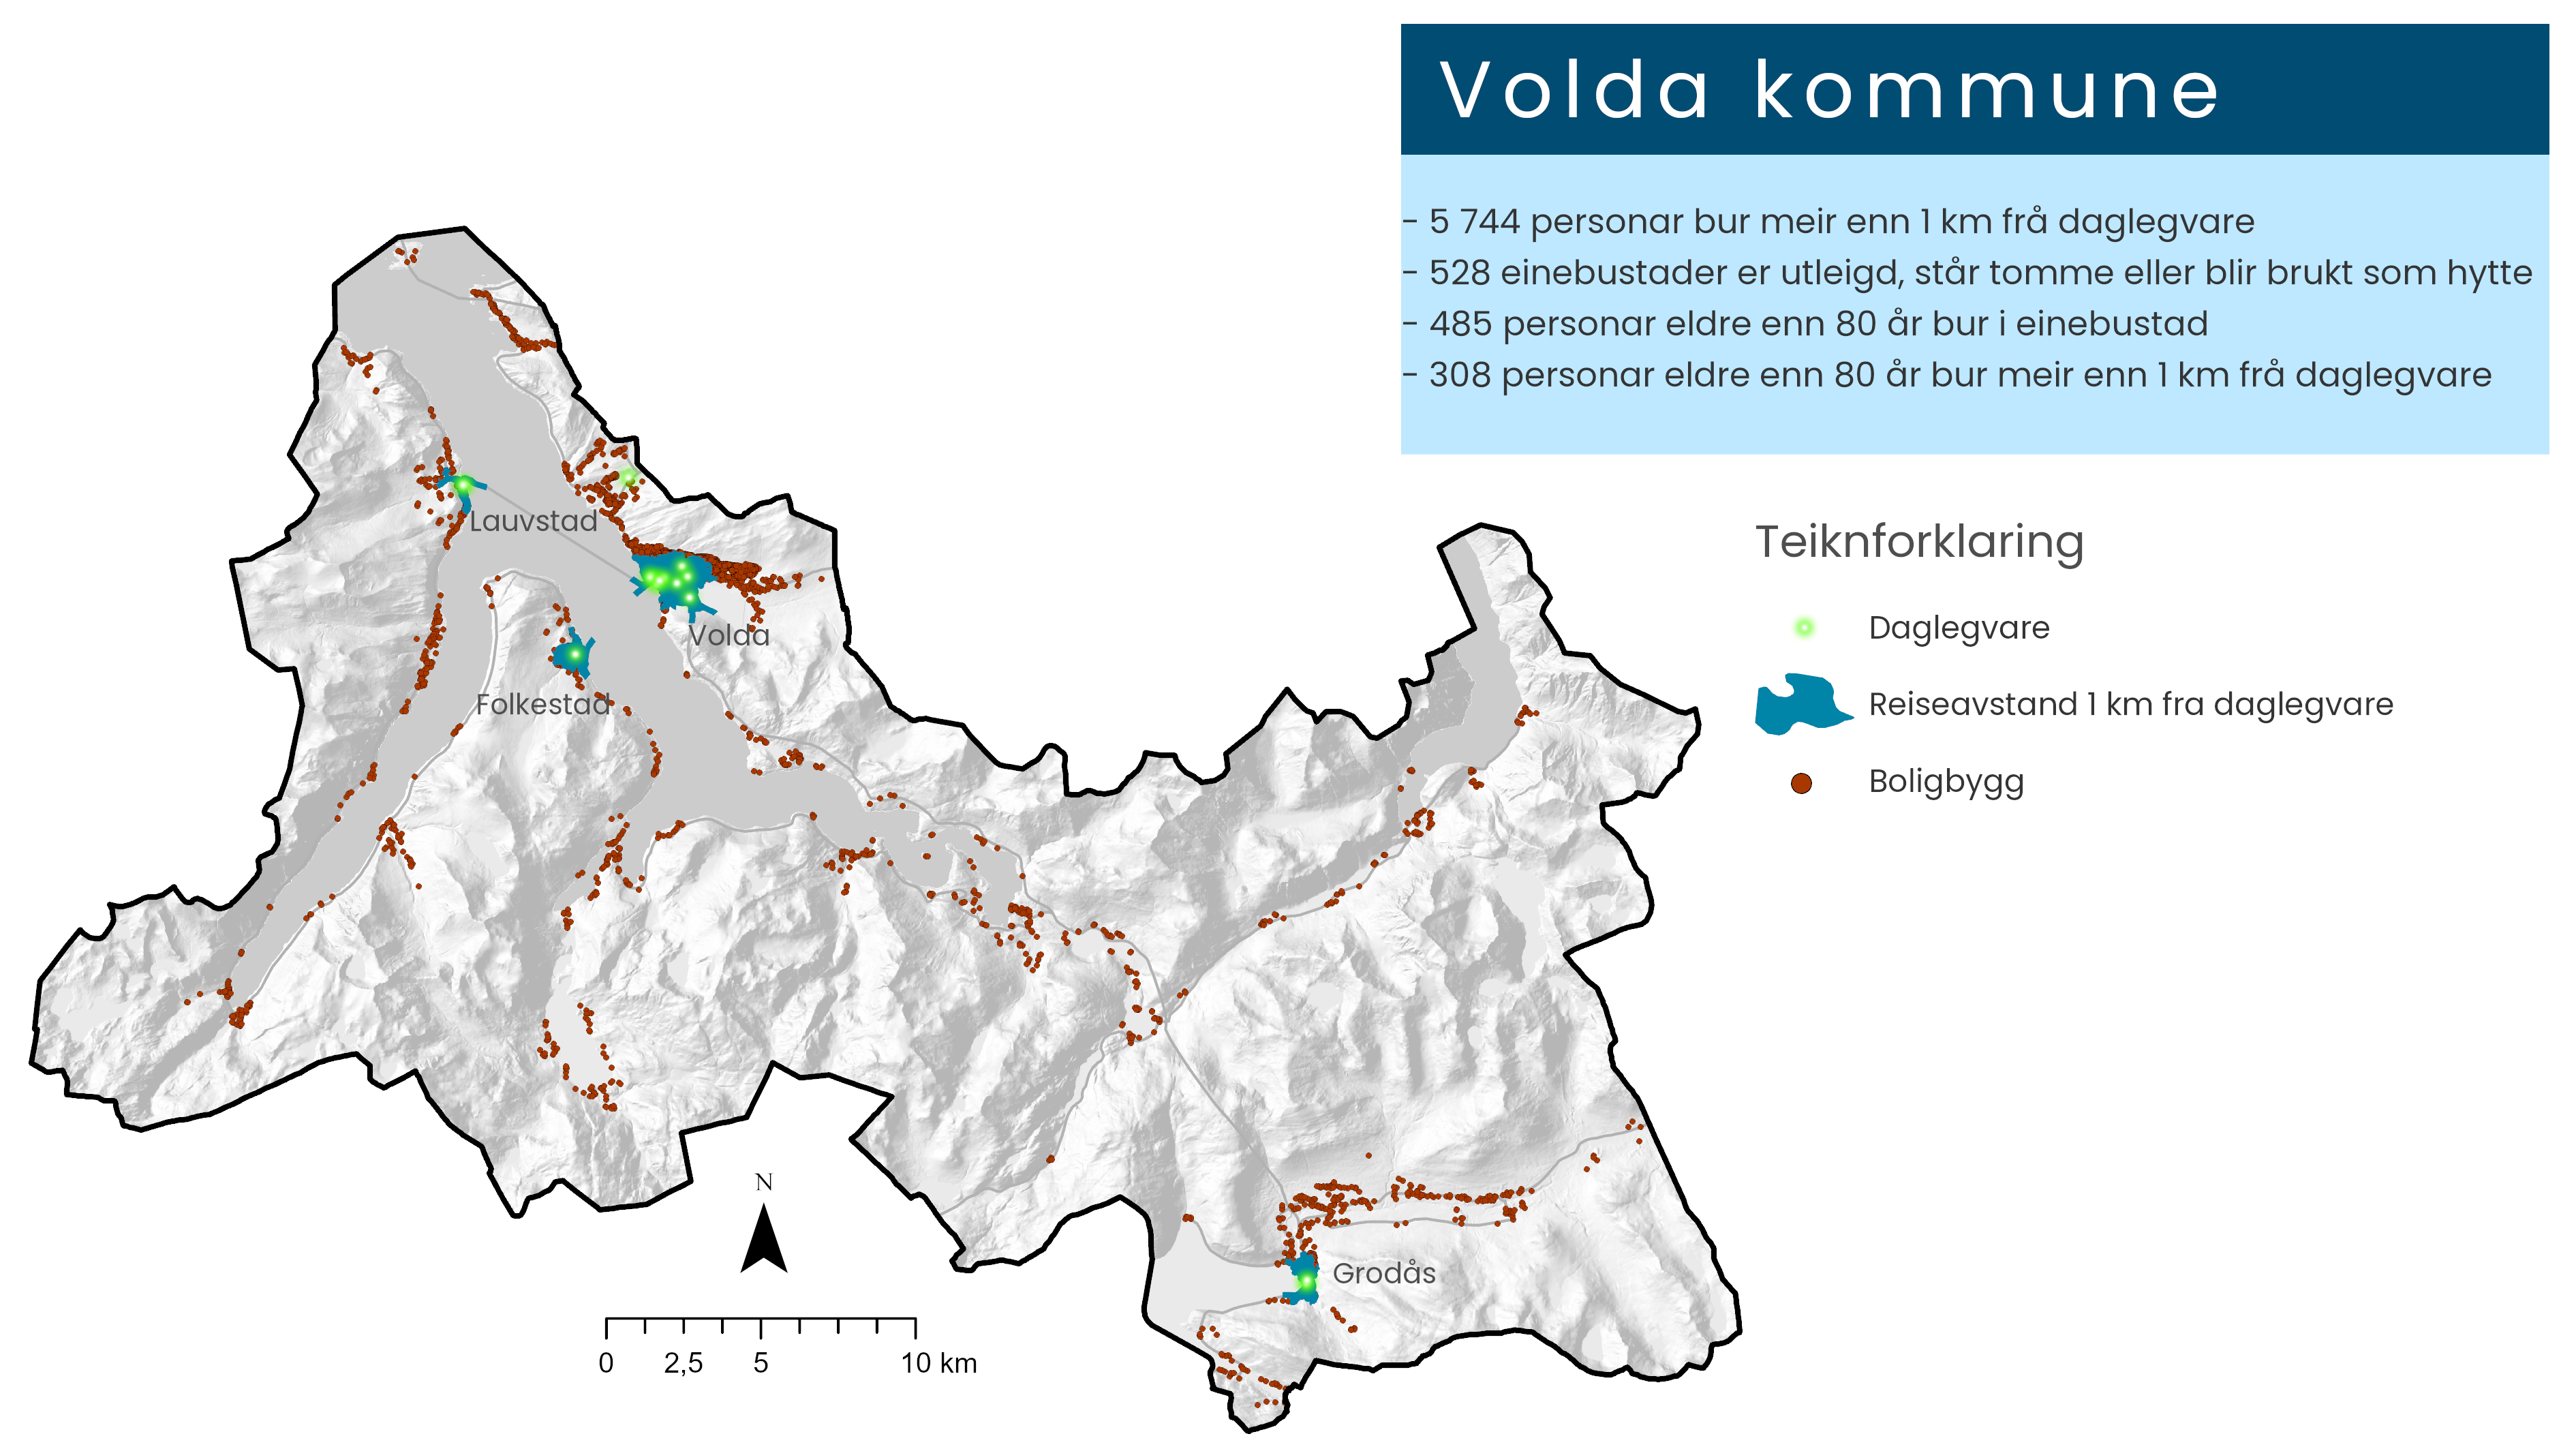 Volda kommune
- 5 744 personar bur meir enn 1 km frå daglegvare
- 528 einebustader er utleigd, står tomme eller blir brukt som hytte
- 485 personar eldre enn 80 år bur i einebustad
- 308 personar eldre enn 80 år bur meir enn 1 km frå daglegvare
Teiknforklaring
Daglegvare
Reiseavstand 1 km fra daglegvare
Boligbygg
Lauvstad
Volda
Folkestad
Grodås
N
0 2,5 5 10 km